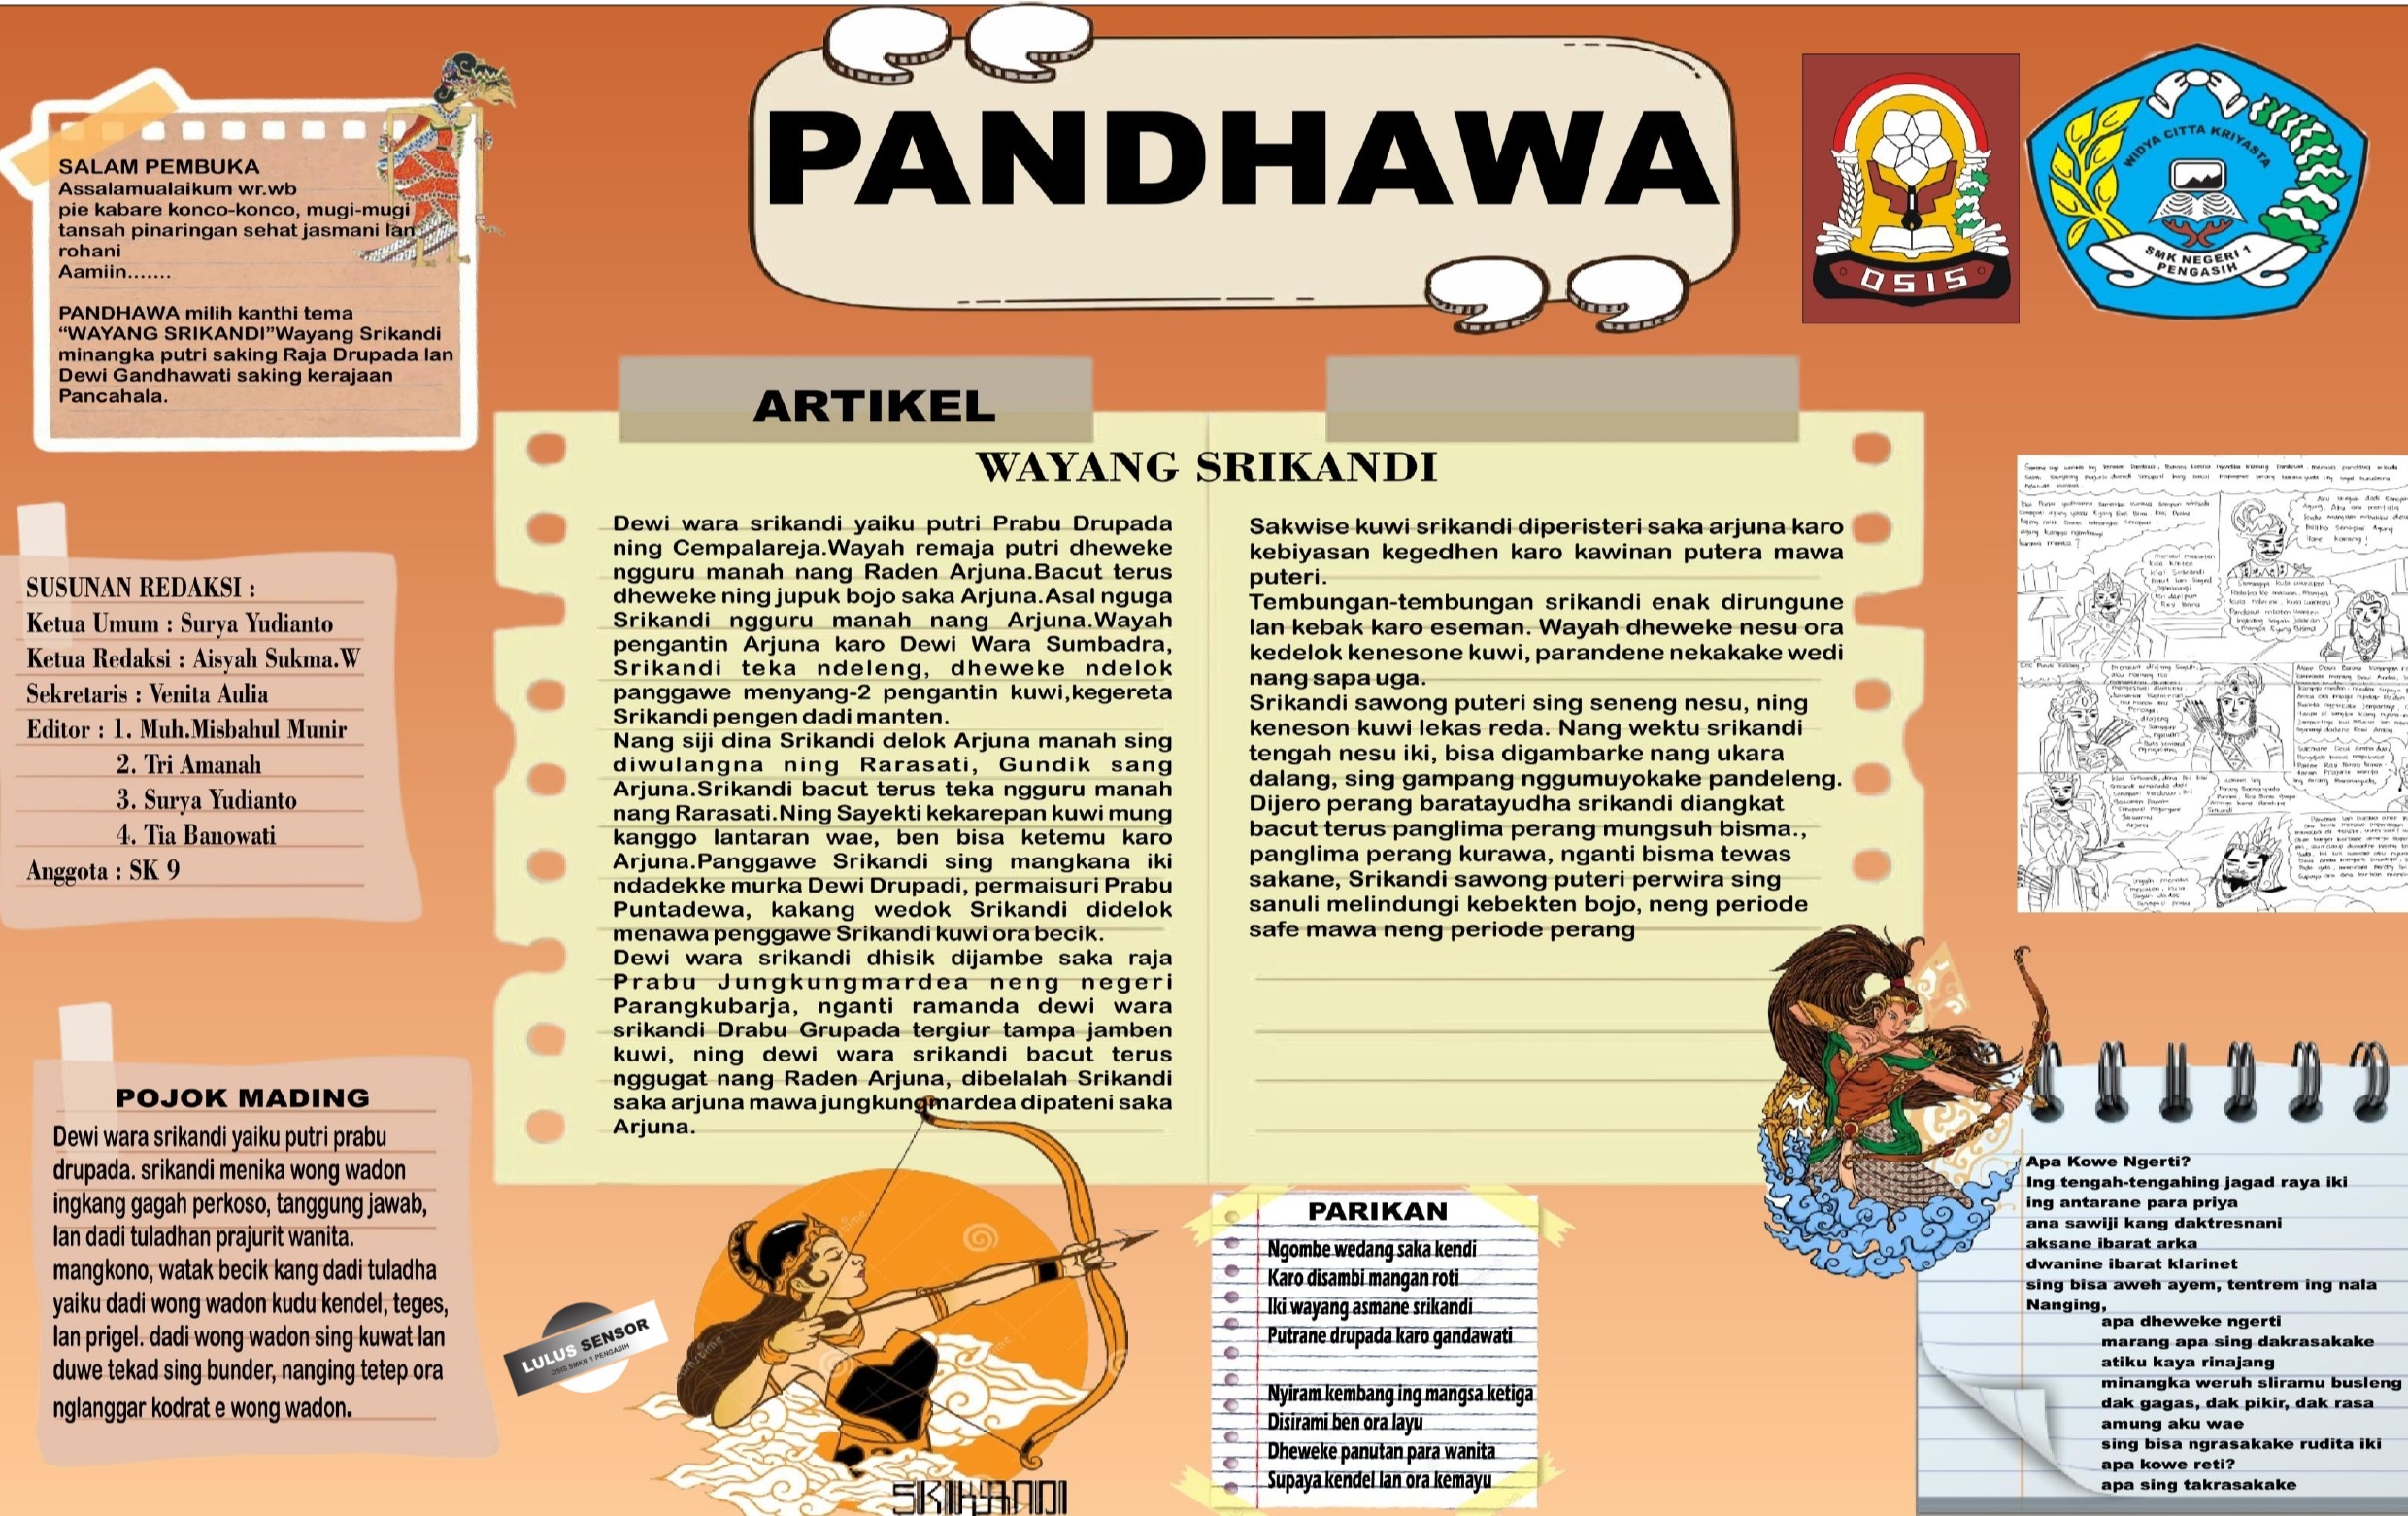 PANDHAWA
OSIS
WIDYA CITTA KRIYASTA
SMK NEGERI 1
PENGASIH
SALAM PEMBUKA
Assalamualaikum wr.wb
pie kabare konco-konco, mugi-mugi
tansah pinaringan sehat jasmani lan
rohani
Aamiin.......
PANDHAWA milih kanthi tema
“WAYANG SRIKANDI”Wayang Srikandi
minangka putri saking Raja Drupada lan
Dewi Gandhawati saking kerajaan
Pancahala.
SUSUNAN REDAKSI :
Ketua Umum : Surya Yudianto
Ketua Redaksi : Aisyah Sukma.W
Sekretaris : Venita Aulia
Editor : 1. Muh.Misbahul Munir
2. Tri Amanah
3. Surya Yudianto
4. Tia Banowati
Anggota : SK 9
POJOK MADING
Dewi wara srikandi yaiku putri prabu
drupada. srikandi menika wong wadon
ingkang gagah perkoso, tanggung jawab,
lan dadi tuladhan prajurit wanita.
mangkono, watak becik kang dadi tuladha
yaiku dadi wong wadon kudu kendel, teges,
lan prigel. dadi wong wadon sing kuwat lan
duwe tekad sing bunder, nanging tetep ora
nglanggar kodrat e wong wadon.
LULUS SENSOR
OSIS SMKN 1 PENGASIH
ARTIKEL
WAYANG SRIKANDI
Dewi wara srikandi yaiku putri Prabu Drupada
ning Cempalareja.Wayah remaja putri dheweke
ngguru manah nang Raden Arjuna.Bacut terus
dheweke ning jupuk bojo saka Arjuna.Asal nguga
Srikandi ngguru manah nang Arjuna.Wayah
pengantin Arjuna karo Dewi Wara Sumbadra,
Srikandi teka ndeleng, dheweke ndelok
panggawe menyang-2 pengantin kuwi,kegereta
Srikandi pengen dadi manten.
Nang siji dina Srikandi delok Arjuna manah sing
diwulangna ning Rarasati, Gundik sang
Arjuna.Srikandi bacut terus teka ngguru manah
nang Rarasati.Ning Sayekti kekarepan kuwi mung
kanggo lantaran wae, ben bisa ketemu karo
Arjuna.Panggawe Srikandi sing mangkana iki
ndadekke murka Dewi Drupadi, permaisuri Prabu
Puntadewa, kakang wedok Srikandi didelok
menawa penggawe Srikandi kuwi ora becik.
Dewi wara srikandi dhisik dijambe saka raja
Prabu Jungkungmardea neng negeri
Parangkubarja, nganti ramanda dewi wara
srikandi Drabu Grupada tergiur tampa jamben
kuwi, ning dewi wara srikandi bacut terus
nggugat nang Raden Arjuna, dibelalah Srikandi
saka arjuna mawa jungkungmardea dipateni saka
Arjuna.
Sakwise kuwi srikandi diperisteri saka arjuna karo
kebiyasan kegedhen karo kawinan putera mawa
puteri.
Tembungan-tembungan srikandi enak dirungune
lan kebak karo eseman. Wayah dheweke nesu ora
kedelok kenesone kuwi, parandene nekakake wedi
nang sapa uga.
Srikandi sawong puteri sing seneng nesu, ning
keneson kuwi lekas reda. Nang wektu srikandi
tengah nesu iki, bisa digambarke nang ukara
dalang, sing gampang nggumuyokake pandeleng.
Dijero perang baratayudha srikandi diangkat
bacut terus panglima perang mungsuh bisma.,
panglima perang kurawa, nganti bisma tewas
sakane, Srikandi sawong puteri perwira sing
sanuli melindungi kebekten bojo, neng periode
safe mawa neng periode perang
SRIKANDI
PARIKAN
Ngombe wedang saka kendi
Karo disambi mangan roti
Iki wayang asmane srikandi
Putrane drupada karo gandawati
Nyiram kembang ing mangsa ketiga
Disirami ben ora layu
Dheweke panutan para wanita
Supaya kendel lan ora kemayu
Apa Kowe Ngerti?
Ing tengah-tengahing jagad raya iki
ing antarane para priya
ana sawiji kang daktresnani
aksane ibarat arka
dwanine ibarat klarinet
sing bisa aweh ayem, tentrem ing nala
Nanging,
apa dheweke ngerti
marang apa sing dakrasakake
atiku kaya rinajang
minangka weruh sliramu busleng
dak gagas, dak pikir, dak rasa
amung aku wae
sing bisa ngrasakake rudita iki
apa kowe reti?
apa sing takrasakake